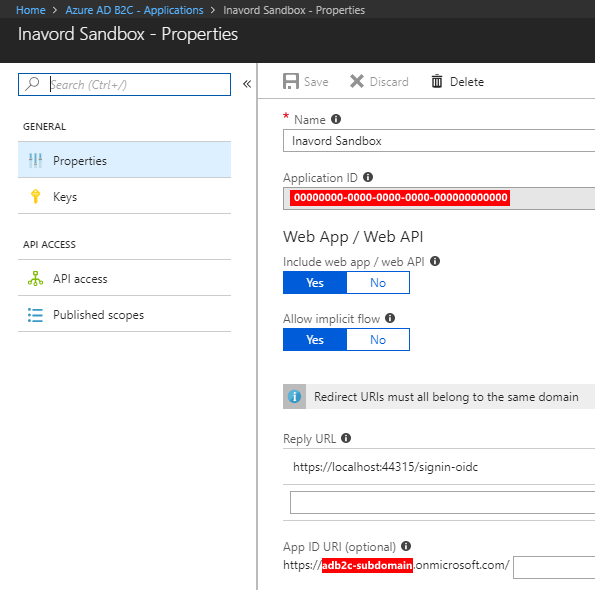 Home > Azure AD B2C - Applications > Inavord Sandbox - Properties
Inavord Sandbox - Properties
Search (Ctrl+/)
«
GENERAL
Properties
Keys
API ACCESS
API access
Published scopes
Save Discard Delete
* Name
Inavord Sandbox
Application ID
00000000-0000-0000-0000-000000000000
Web App / Web API
Include web app / web API
Yes No
Allow implicit flow
Yes No
Redirect URIs must all belong to the same domain
Reply URL
https://localhost:44315/signin-oidc
App ID URI (optional)
https://adb2c-subdomain.onmicrosoft.com/